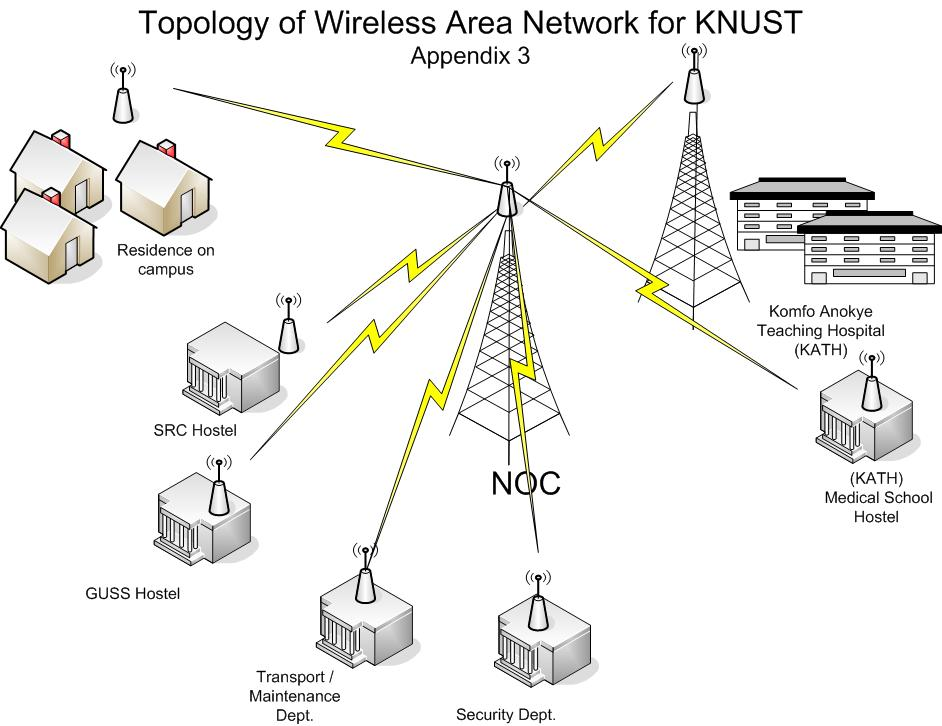 Topology of Wireless Area Network for KNUST
Appendix 3
Residence on
campus
Komfo Anokye
Teaching Hospital
(KATH)
SRC Hostel
NOC
(KATH)
Medical School
Hostel
GUSS Hostel
Transport /
Maintenance
Dept.
Security Dept.